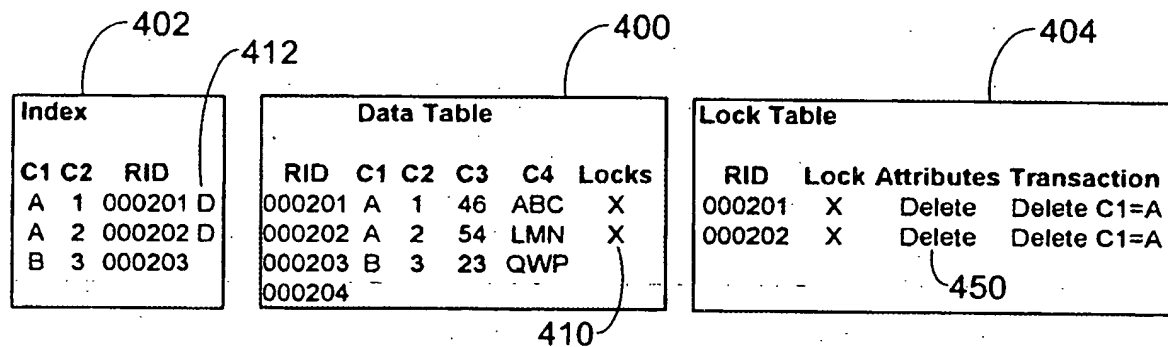 402
412
400
404
Index
C1 C2 RID
A 1 000201 D
A 2 000202 D
B 3 000203
Data Table
RID C1 C2 C3 C4 Locks
000201 A 1 46 ABC X
000202 A 2 54 LMN X
000203 B 3 23 QWP
000204
410
Lock Table
RID Lock Attributes Transaction
000201 X Delete Delete C1=A
000202 X Delete Delete C1=A
450